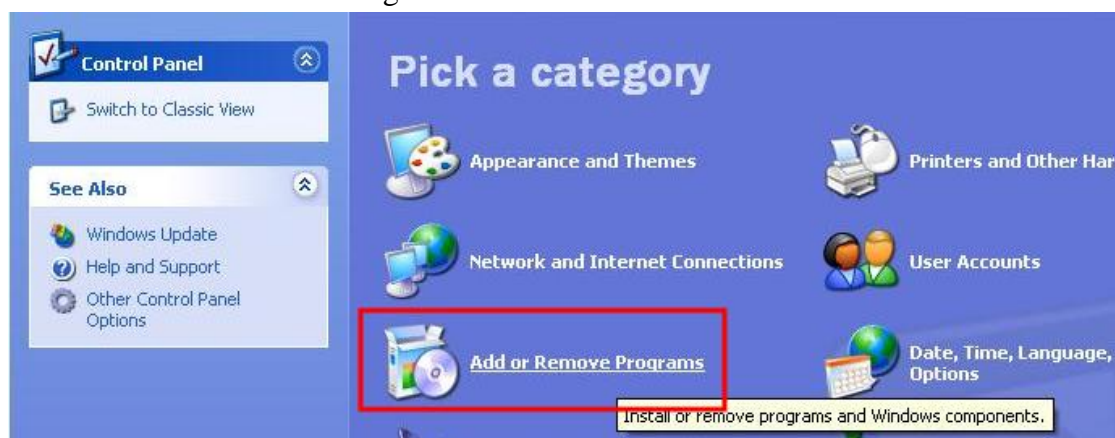 Control Panel
Switch to Classic View
See Also
Windows Update
Help and Support
Other Control Panel
Options
Pick a category
Appearance and Themes
Printers and Other Har
Network and Internet Connections
User Accounts
Add or Remove Programs
Date, Time, Language,
Options
Install or remove programs and Windows components.